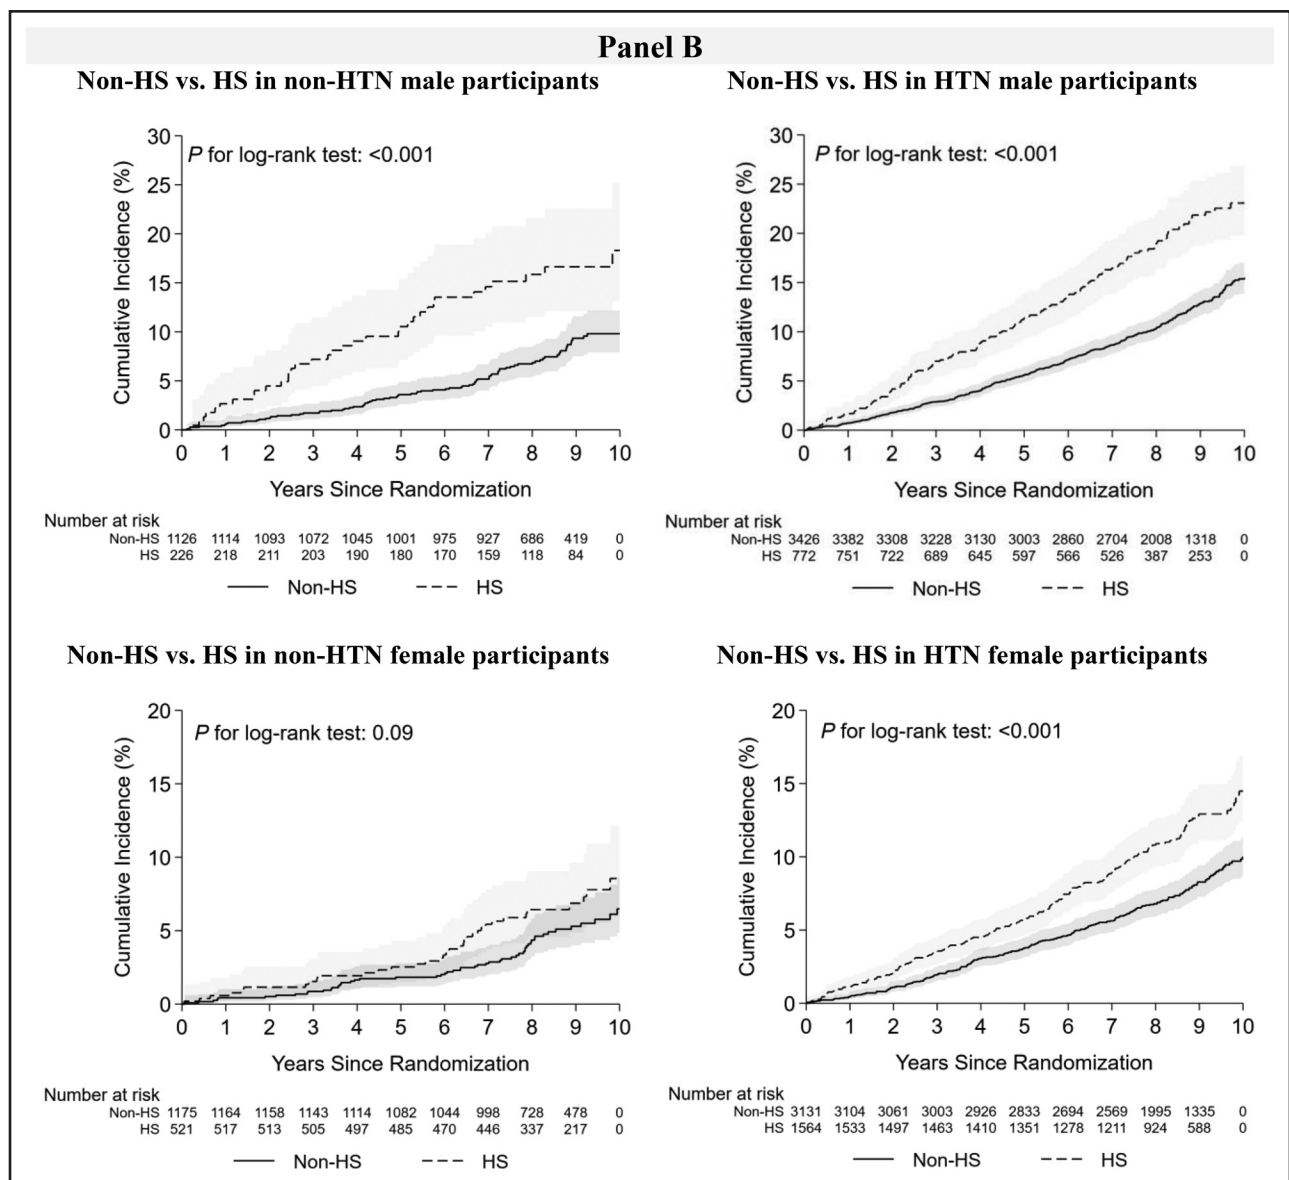 Panel B
Non-HS vs. HS in non-HTN male participants
P for log-rank test: <0.001
Cumulative Incidence (%)
30
25
20
15
10
5
0
0 1 2 3 4 5 6 7 8 9 10
Years Since Randomization
Number at risk
Non-HS 1126 1114 1093 1072 1045 1001 975 927 686 419 0
HS 226 218 211 203 190 180 170 159 118 84 0
Non-HS HS
Non-HS vs. HS in HTN male participants
P for log-rank test: <0.001
Cumulative Incidence (%)
30
25
20
15
10
5
0
0 1 2 3 4 5 6 7 8 9 10
Years Since Randomization
Number at risk
Non-HS 3426 3382 3308 3228 3130 3003 2860 2704 2008 1318 0
HS 772 751 722 689 645 597 566 526 387 253 0
Non-HS HS
Non-HS vs. HS in non-HTN female participants
P for log-rank test: 0.09
Cumulative Incidence (%)
20
15
10
5
0
0 1 2 3 4 5 6 7 8 9 10
Years Since Randomization
Number at risk
Non-HS 1175 1164 1158 1143 1114 1082 1044 998 728 478 0
HS 521 517 513 505 497 485 470 446 337 217 0
Non-HS HS
Non-HS vs. HS in HTN female participants
P for log-rank test: <0.001
Cumulative Incidence (%)
20
15
10
5
0
0 1 2 3 4 5 6 7 8 9 10
Years Since Randomization
Number at risk
Non-HS 3131 3104 3061 3003 2926 2833 2694 2569 1995 1335 0
HS 1564 1533 1497 1463 1410 1351 1278 1211 924 588 0
Non-HS HS